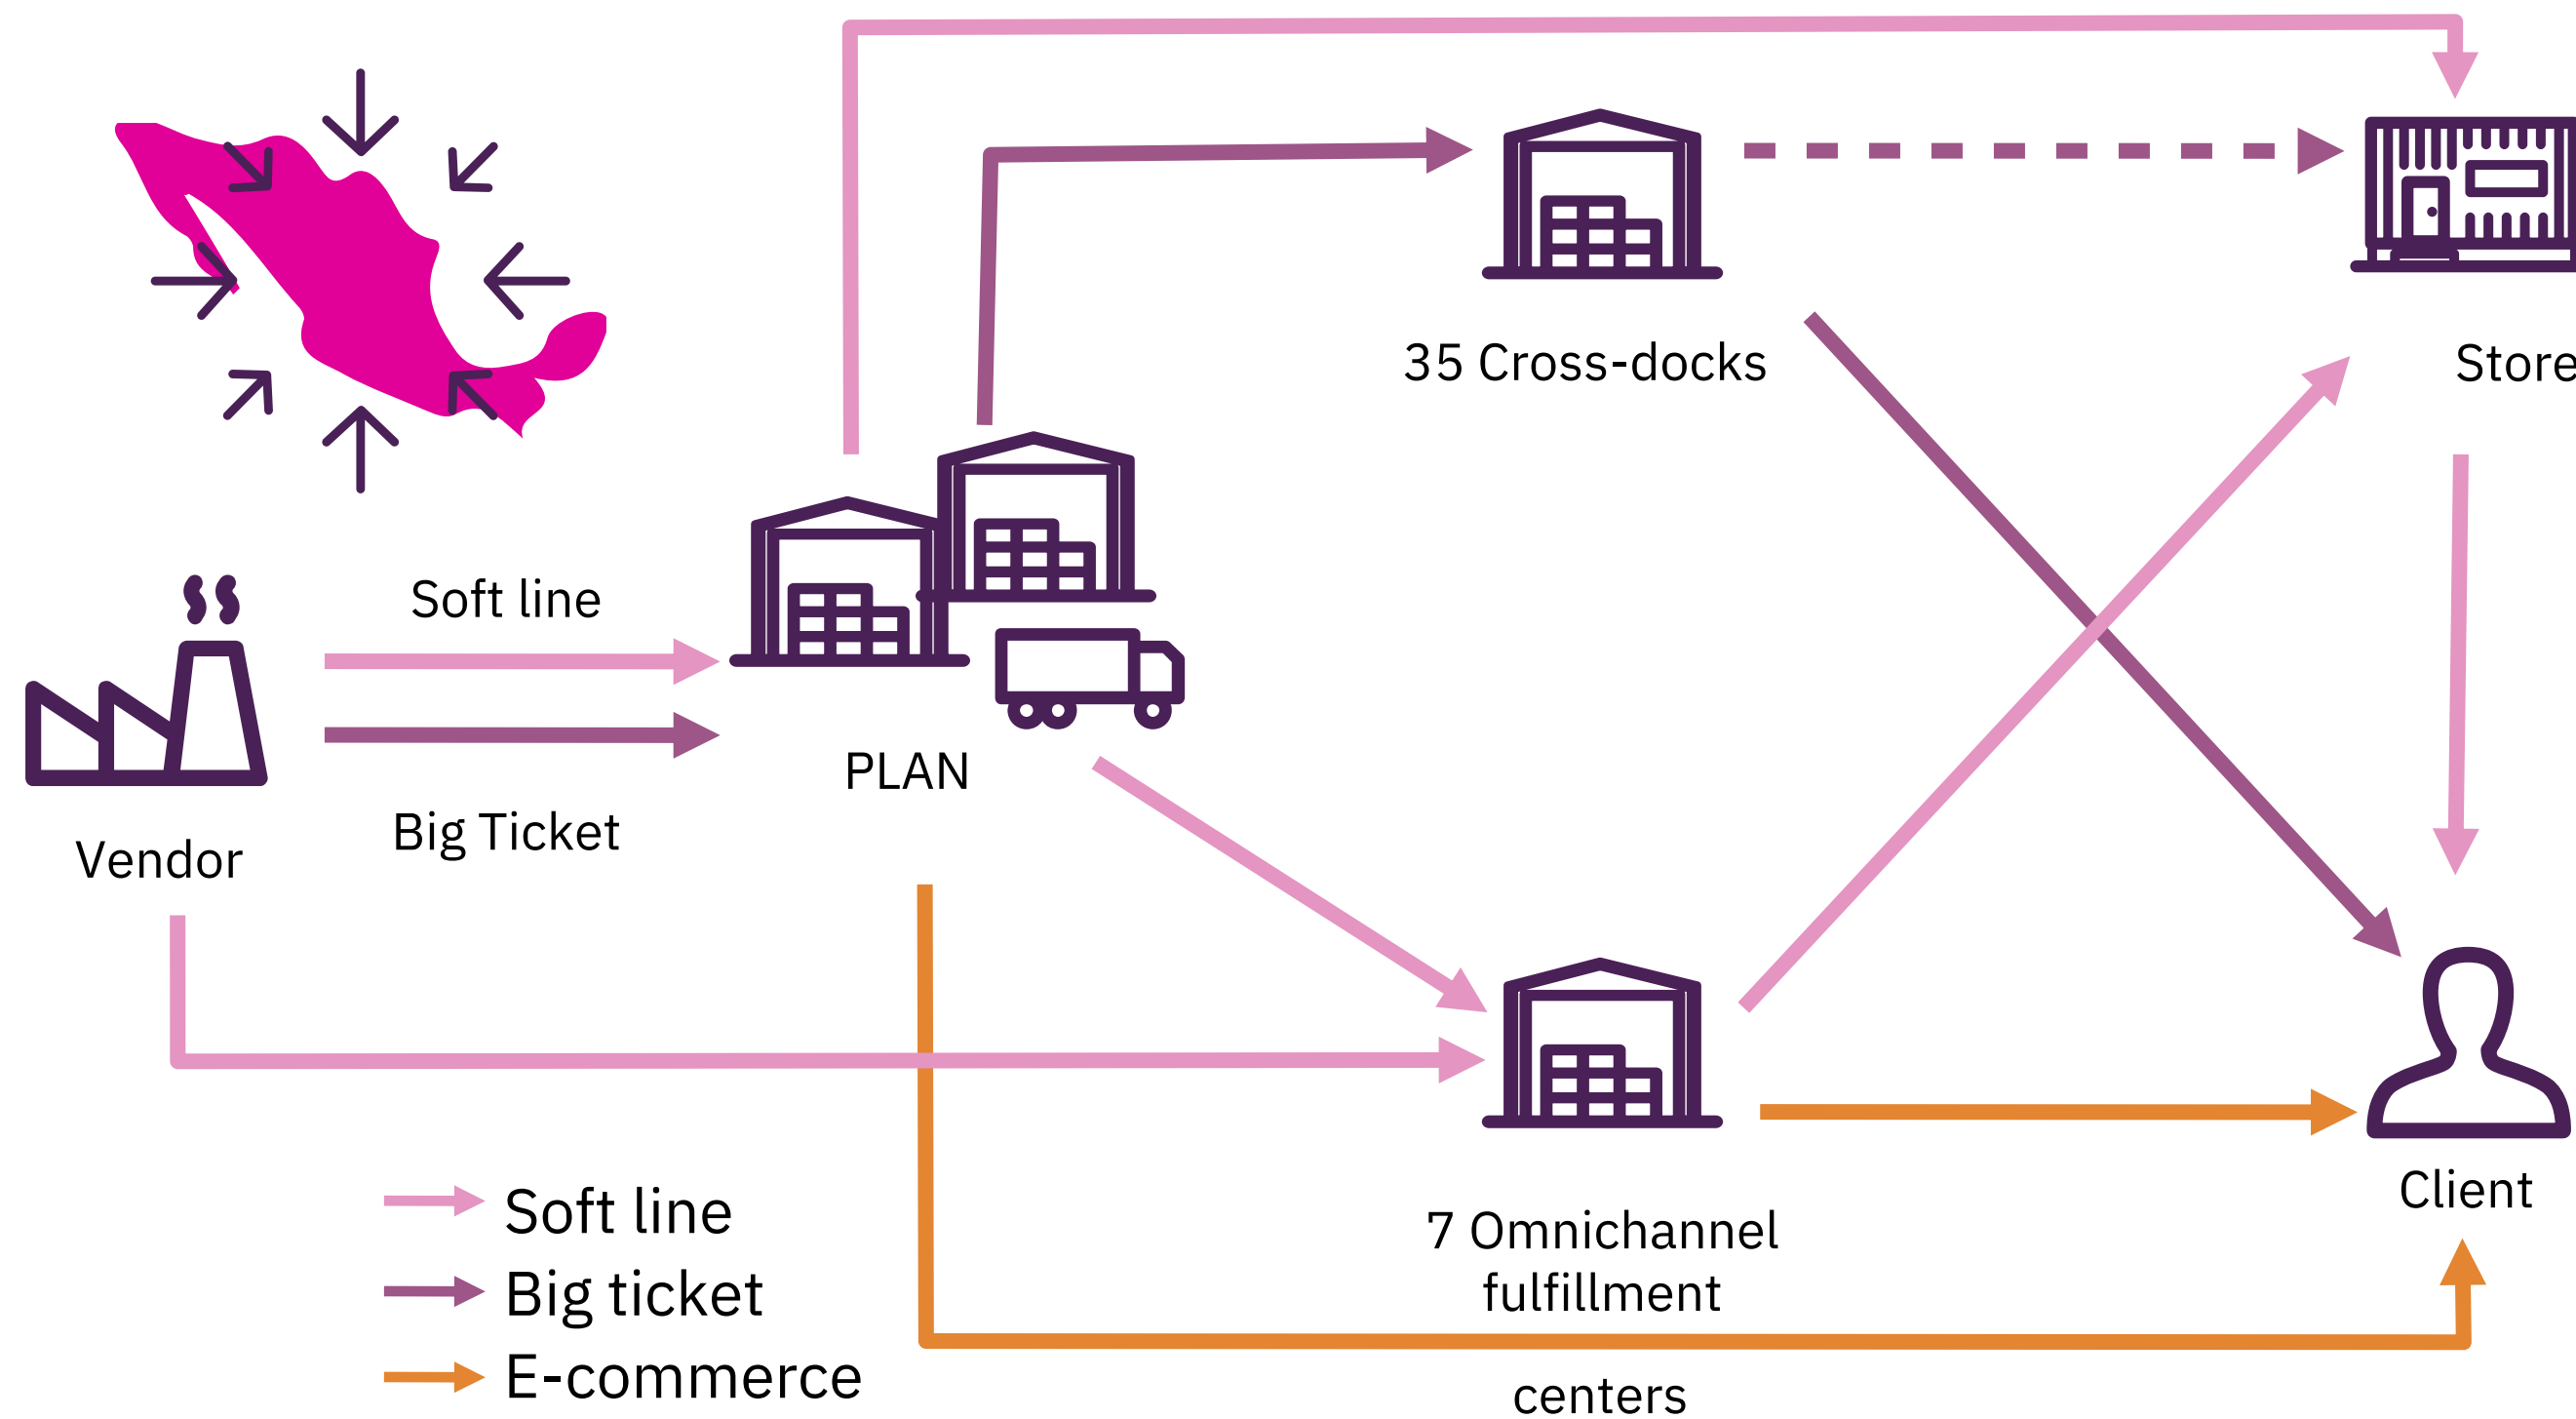 35 Cross-docks
Store
Soft line
PLAN
Big Ticket
Vendor
Client
7 Omnichannel
fulfillment
centers
Soft line
Big ticket
E-commerce